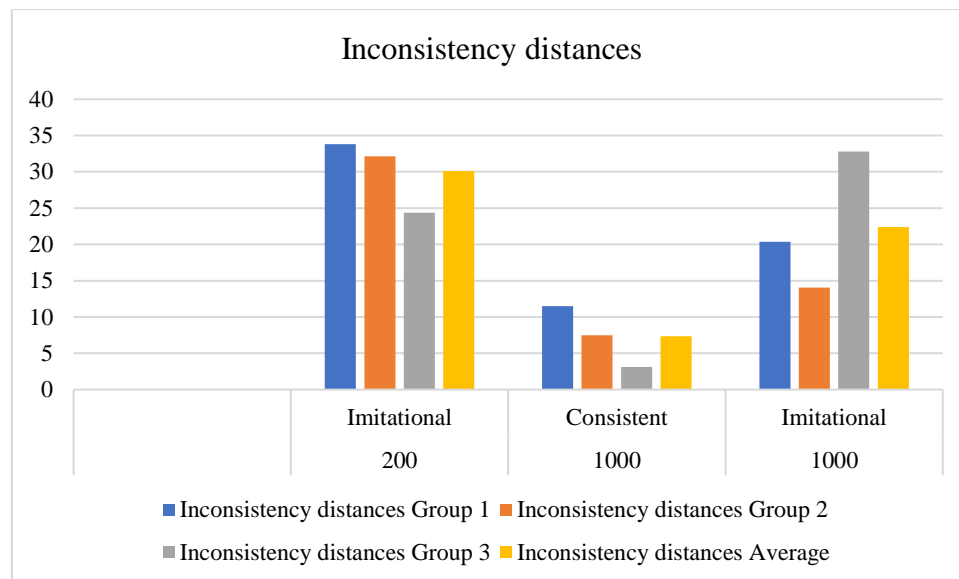 Inconsistency distances
40
35
30
25
20
15
10
5
0
Imitational Consistent Imitational
200 1000 1000
Inconsistency distances Group 1 Inconsistency distances Group 2
Inconsistency distances Group 3 Inconsistency distances Average